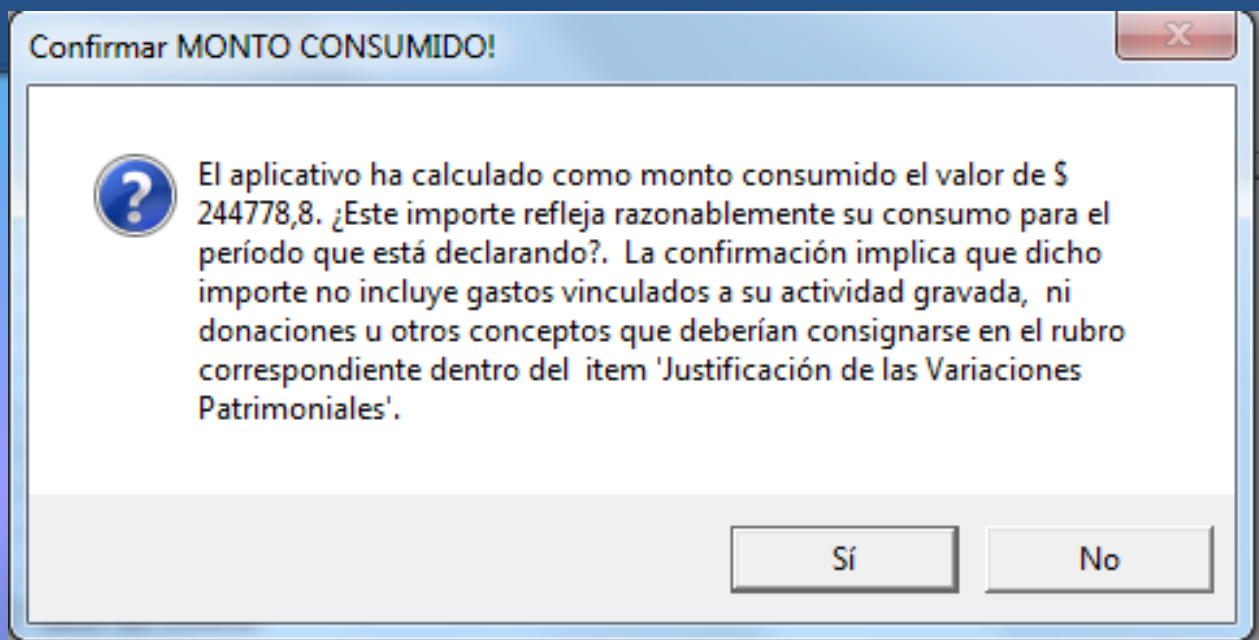 Confirmar MONTO CONSUMIDO!
El aplicativo ha calculado como monto consumido el valor de $
244778,8. ¿Este importe refleja razonablemente su consumo para el
período que está declarando?.  La confirmación implica que dicho
importe no incluye gastos vinculados a su actividad gravada,  ni
donaciones u otros conceptos que deberían consignarse en el rubro
correspondiente dentro del  item 'Justificación de las Variaciones
Patrimoniales'.
Sí No